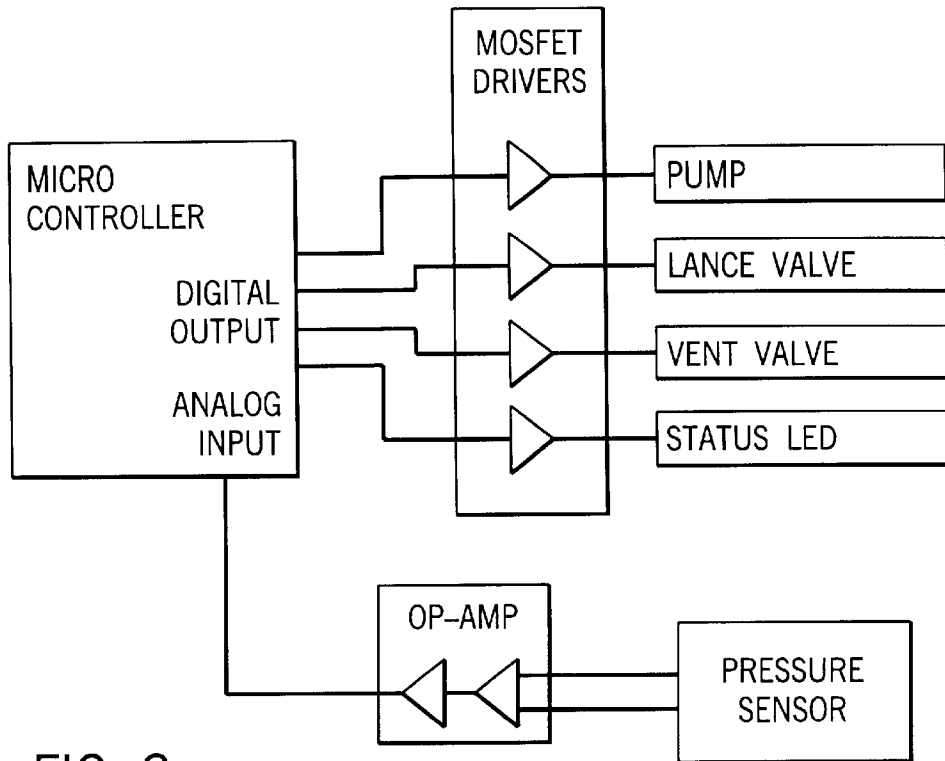 MOSFET
DRIVERS
MICRO
CONTROLLER
DIGITAL
OUTPUT
ANALOG
INPUT
PUMP
LANCE VALVE
VENT VALVE
STATUS LED
OP-AMP
PRESSURE
SENSOR